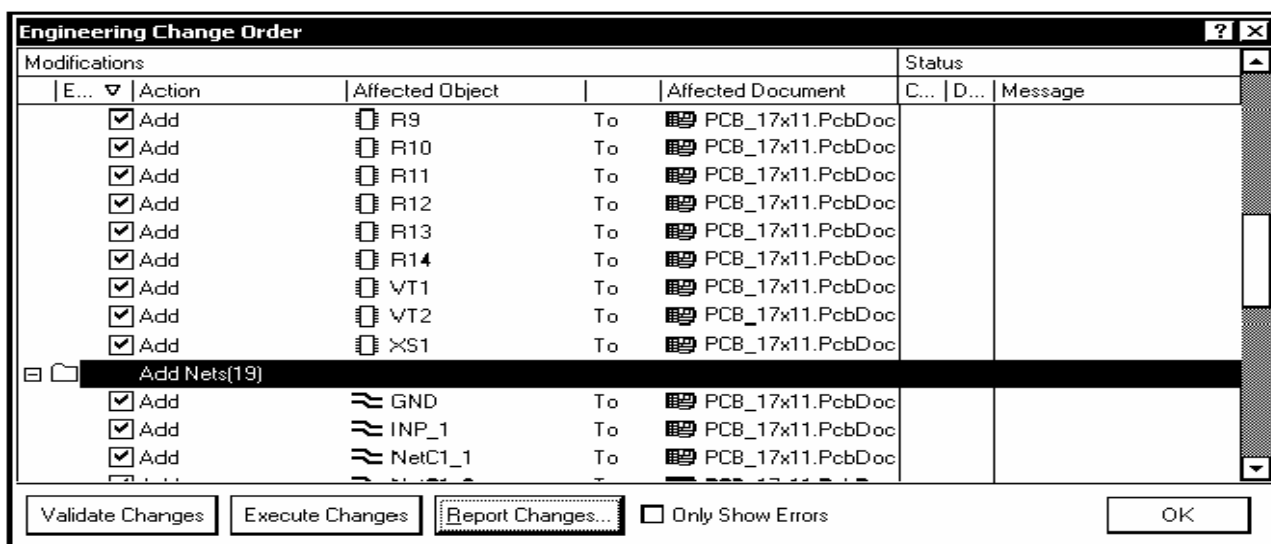 Engineering Change Order
Modifications Status
E... Action Affected Object Affected Document C... D... Message
Add R9 To PCB_17x11.PcbDoc
Add R10 To PCB_17x11.PcbDoc
Add R11 To PCB_17x11.PcbDoc
Add R12 To PCB_17x11.PcbDoc
Add R13 To PCB_17x11.PcbDoc
Add R14 To PCB_17x11.PcbDoc
Add VT1 To PCB_17x11.PcbDoc
Add VT2 To PCB_17x11.PcbDoc
Add XS1 To PCB_17x11.PcbDoc
Add Nets(19)
Add GND To PCB_17x11.PcbDoc
Add INP_1 To PCB_17x11.PcbDoc
Add NetC1_1 To PCB_17x11.PcbDoc
Validate Changes Execute Changes Report Changes... Only Show Errors OK